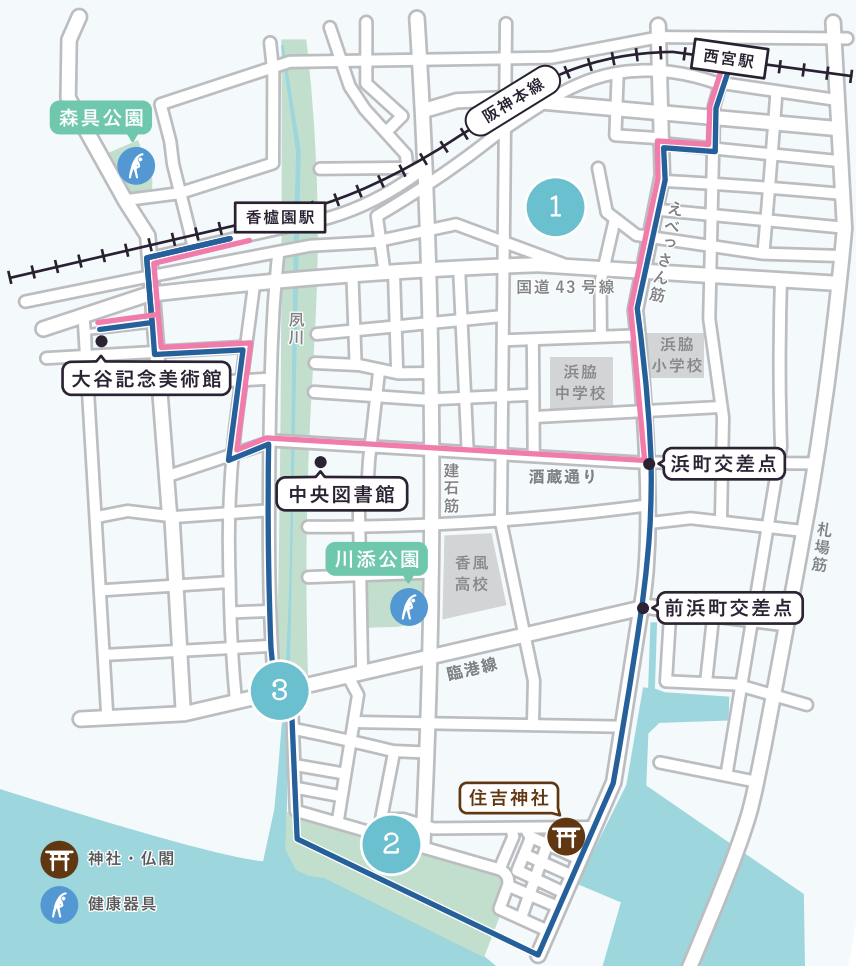 西宮駅
阪神本線
森具公園
香櫨園駅
1
えべっさん筋
国道43号線
夙川
浜脇
小学校
浜脇
中学校
大谷記念美術館
浜町交差点
中央図書館
建石筋
酒蔵通り
札場筋
川添公園
香風
高校
前浜町交差点
臨港線
3
住吉神社
2
神社・仏閣
健康器具